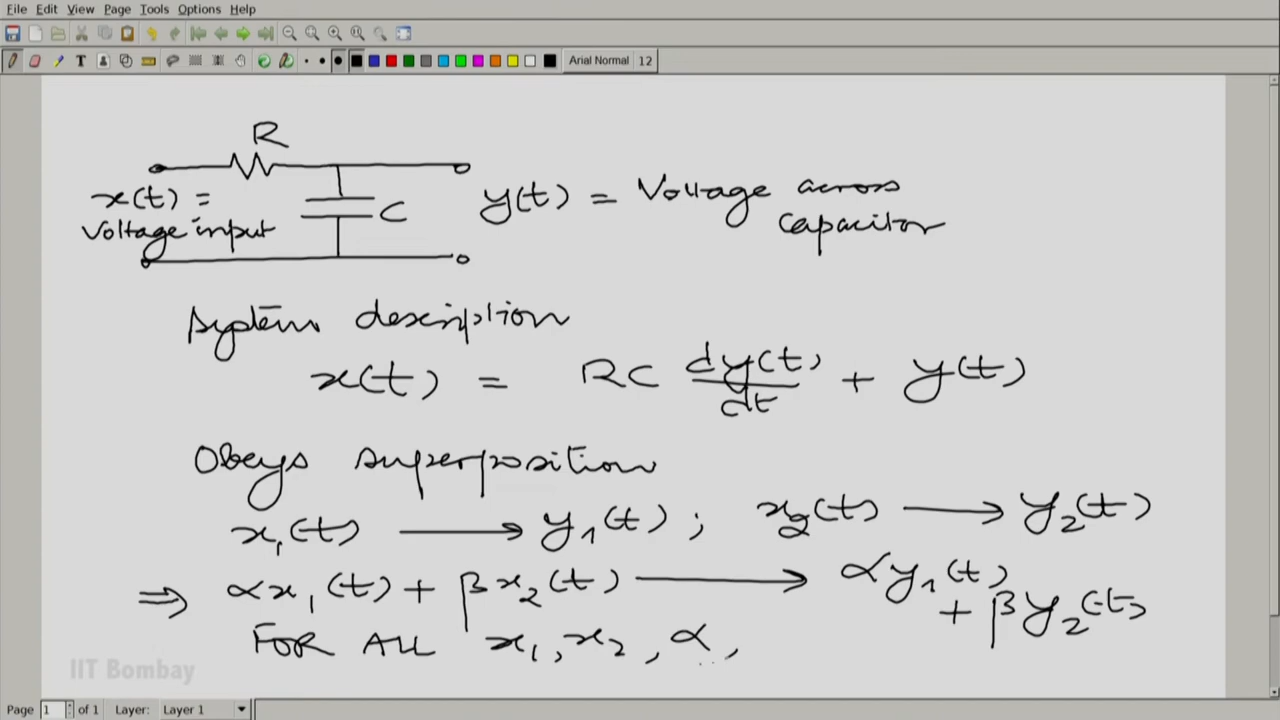 File Edit View Page Tools Options Help
Arial Normal 12
R
x(t) =
Voltage input
C
y(t) = Voltage across
capacitor
System description
x(t) = RC dy(t)/dt + y(t)
Obeys superposition
x₁(t) ⟶ y₁(t) ; x₂(t) ⟶ y₂(t)
⇒ αx₁(t) + βx₂(t) ⟶ αy₁(t)
+ βy₂(t)
FOR ALL x₁, x₂, α,
IIT Bombay
Page 1 of 1 Layer: Layer 1